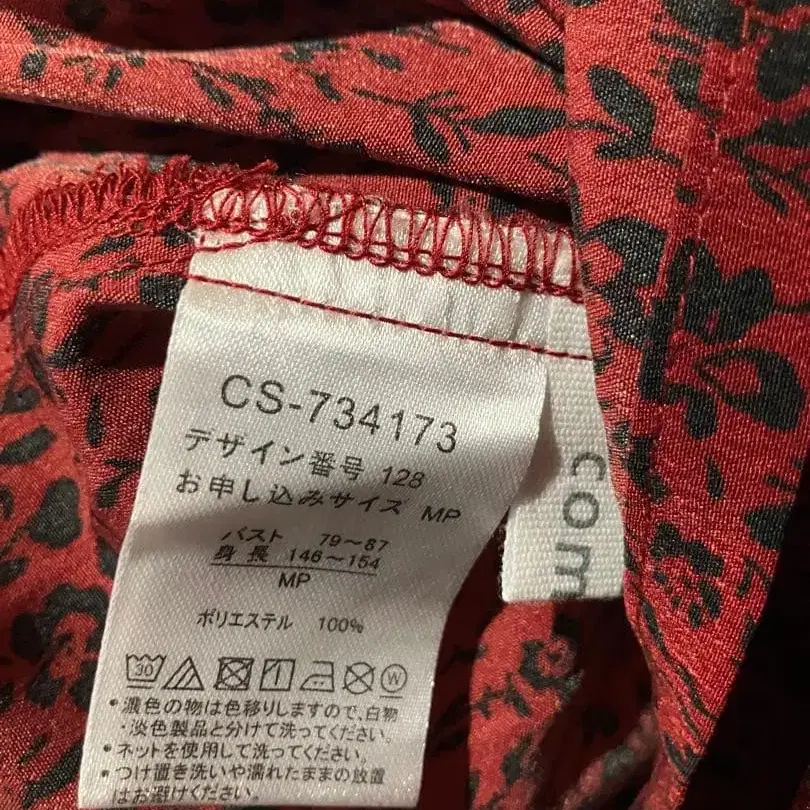 CS-734173
デザイン番号 128
お申し込みサイズ MP
バスト 79～87
身長 146～154
MP
ポリエステル 100%
30
W
•濃色の物は色移りしますので、白物
・淡色製品と分けて洗ってください。
•ネットを使用して洗ってください。
•つけ置き洗いや濡れたままの放置
はお避けください。
com